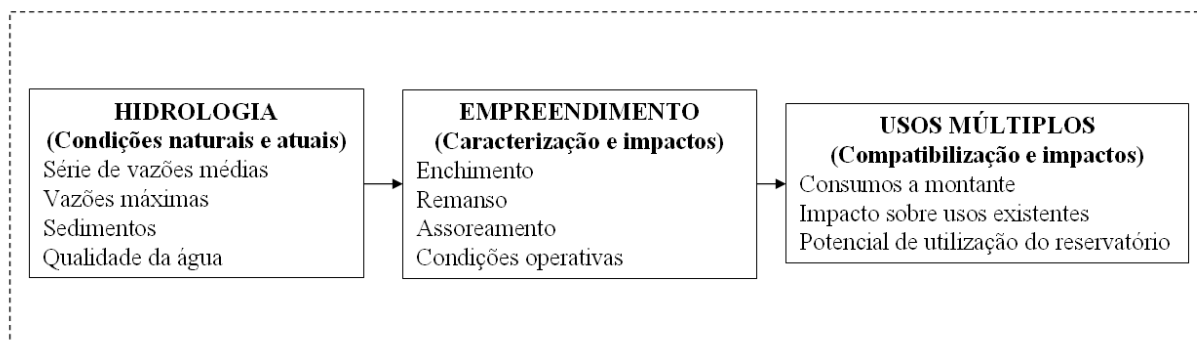 HIDROLOGIA
(Condições naturais e atuais)
Série de vazões médias
Vazões máximas
Sedimentos
Qualidade da água
EMPREENDIMENTO
(Caracterização e impactos)
Enchimento
Remanso
Assoreamento
Condições operativas
USOS MÚLTIPLOS
(Compatibilização e impactos)
Consumos a montante
Impacto sobre usos existentes
Potencial de utilização do reservatório